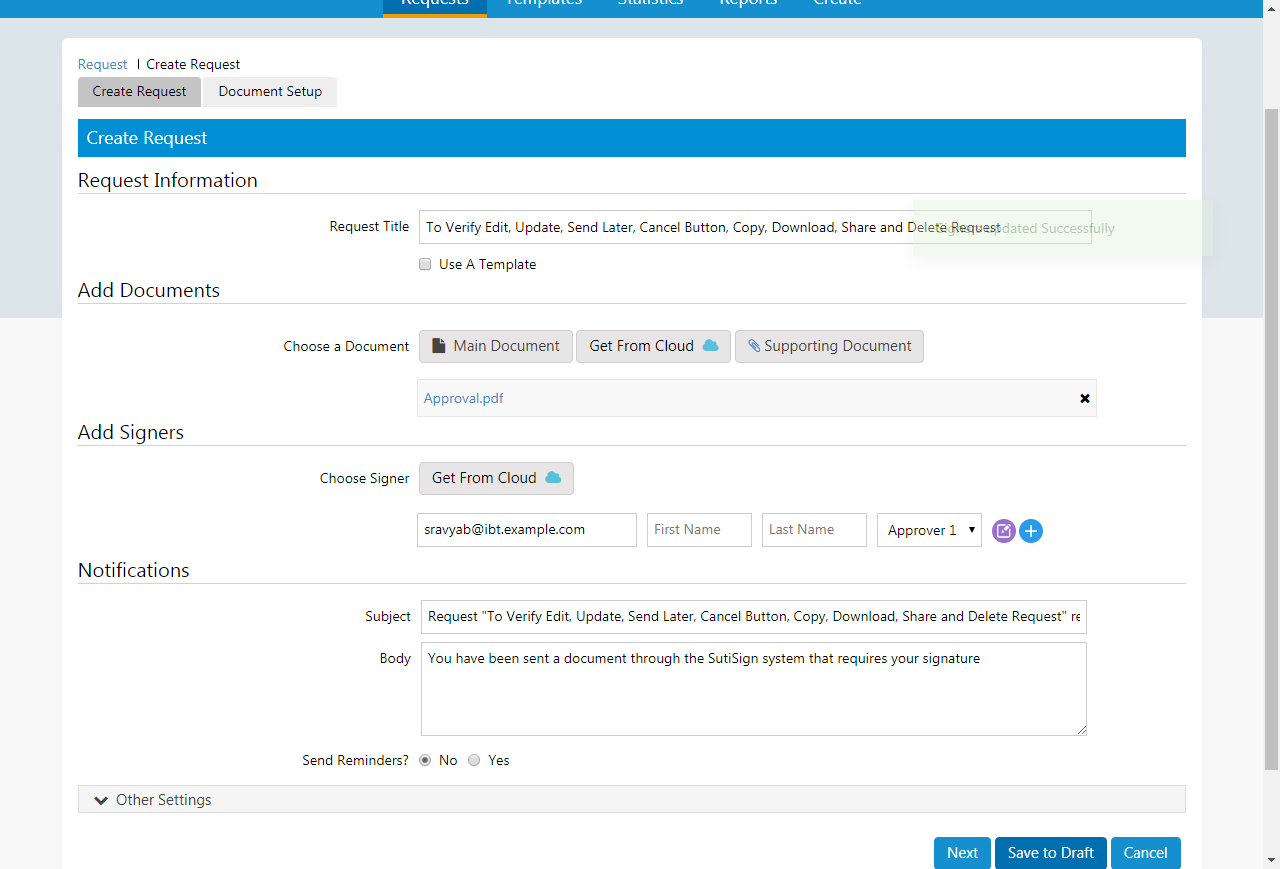 Requests Templates Statistics Reports Create
Request | Create Request
Create Request Document Setup
Create Request
Request Information
Request Title To Verify Edit, Update, Send Later, Cancel Button, Copy, Download, Share and Delete Request
Updated Successfully
Use A Template
Add Documents
Choose a Document Main Document Get From Cloud Supporting Document
Approval.pdf
Add Signers
Choose Signer Get From Cloud
sravyab@ibt.example.com First Name Last Name Approver 1
Notifications
Subject Request "To Verify Edit, Update, Send Later, Cancel Button, Copy, Download, Share and Delete Request" re
Body You have been sent a document through the SutiSign system that requires your signature
Send Reminders? No Yes
Other Settings
Next Save to Draft Cancel